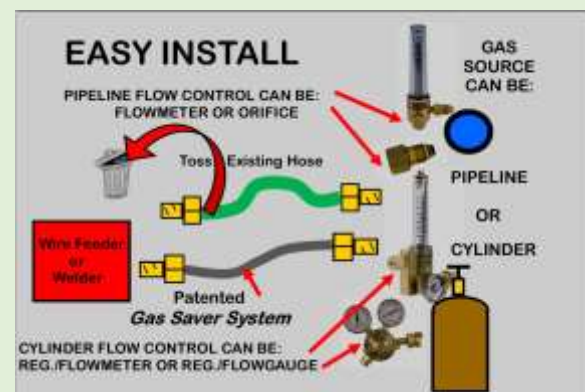 EASY INSTALL
GAS
SOURCE
CAN BE:
PIPELINE FLOW CONTROL CAN BE:
FLOWMETER OR ORIFICE
Toss Existing Hose
PIPELINE
OR
CYLINDER
Wire Feeder
or
Welder
Patented
Gas Saver System
CYLINDER FLOW CONTROL CAN BE:
REG./FLOWMETER OR REG./FLOWGAUGE